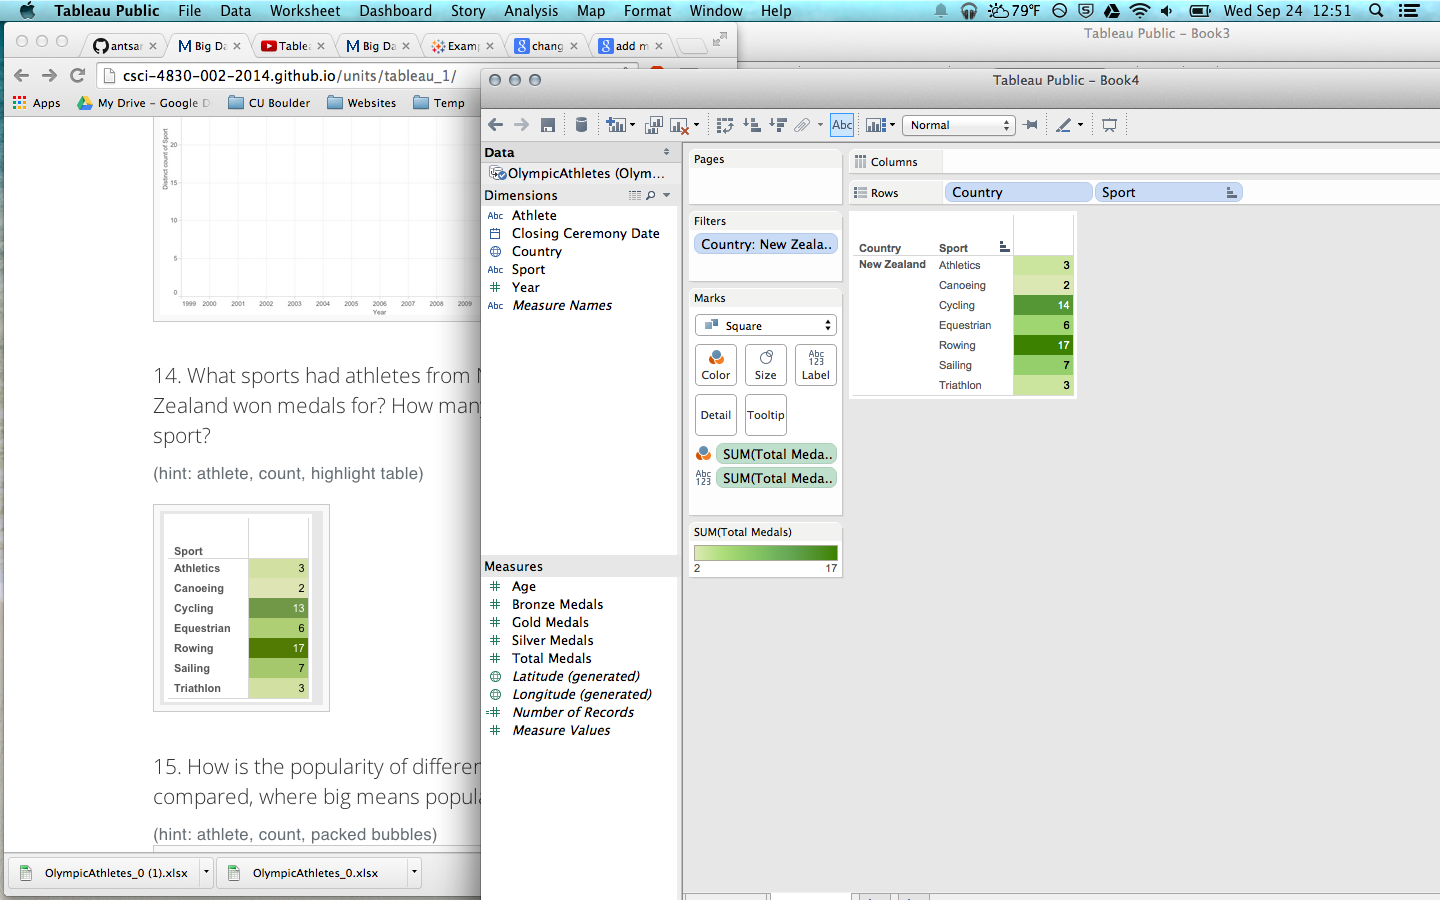 Tableau Public File Data Worksheet Dashboard Story Analysis Map Format Window Help 79°F Wed Sep 24 12:51
Tableau Public - Book3
antsar Big Da Tablea Big Da Examp chang add m
csci-4830-002-2014.github.io/units/tableau_1/
Apps My Drive - Google D CU Boulder Websites Temp
Distinct count of Sport
20
15
10
5
0
1999 2000 2001 2002 2003 2004 2005 2006 2007 2008 2009
Year
14. What sports had athletes from N
Zealand won medals for? How many
sport?
(hint: athlete, count, highlight table)
Sport
Athletics 3
Canoeing 2
Cycling 13
Equestrian 6
Rowing 17
Sailing 7
Triathlon 3
15. How is the popularity of differen
compared, where big means popula
(hint: athlete, count, packed bubbles)
OlympicAthletes_0 (1).xlsx OlympicAthletes_0.xlsx
Tableau Public - Book4
Abc Normal
Data
OlympicAthletes (Olym...
Dimensions
Abc Athlete
Closing Ceremony Date
Country
Abc Sport
Year
Abc Measure Names
Measures
Age
Bronze Medals
Gold Medals
Silver Medals
Total Medals
Latitude (generated)
Longitude (generated)
Number of Records
Measure Values
Pages
Filters
Country: New Zeala..
Marks
Square
Color Size Abc 123 Label
Detail Tooltip
SUM(Total Meda..
Abc 123 SUM(Total Meda..
SUM(Total Medals)
2 17
Columns
Rows Country Sport
Country Sport
New Zealand Athletics 3
Canoeing 2
Cycling 14
Equestrian 6
Rowing 17
Sailing 7
Triathlon 3